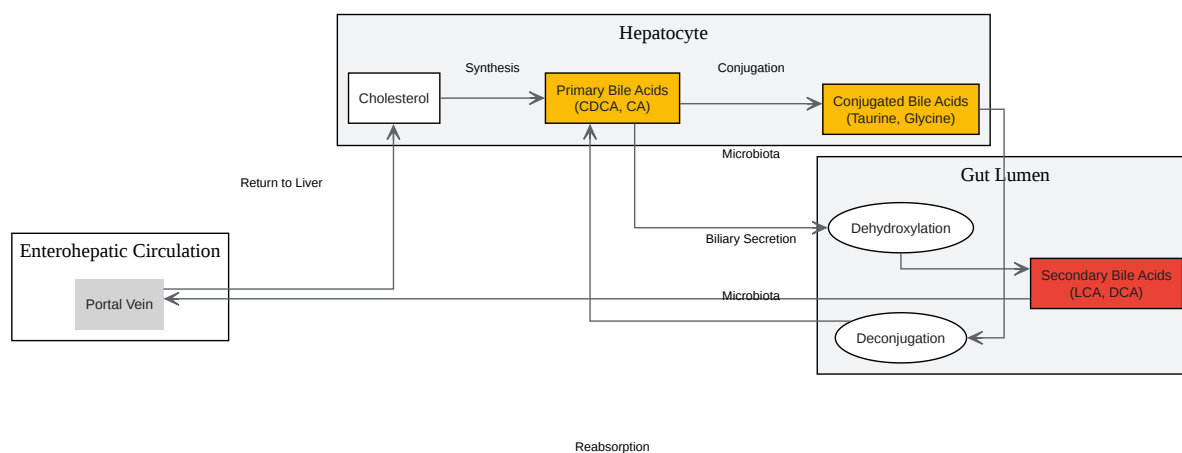 Hepatocyte
Synthesis
Conjugation
Cholesterol
Primary Bile Acids
(CDCA, CA)
Conjugated Bile Acids
(Taurine, Glycine)
Microbiota
Gut Lumen
Return to Liver
Dehydroxylation
Biliary Secretion
Enterohepatic Circulation
Secondary Bile Acids
(LCA, DCA)
Portal Vein
Microbiota
Deconjugation
Reabsorption